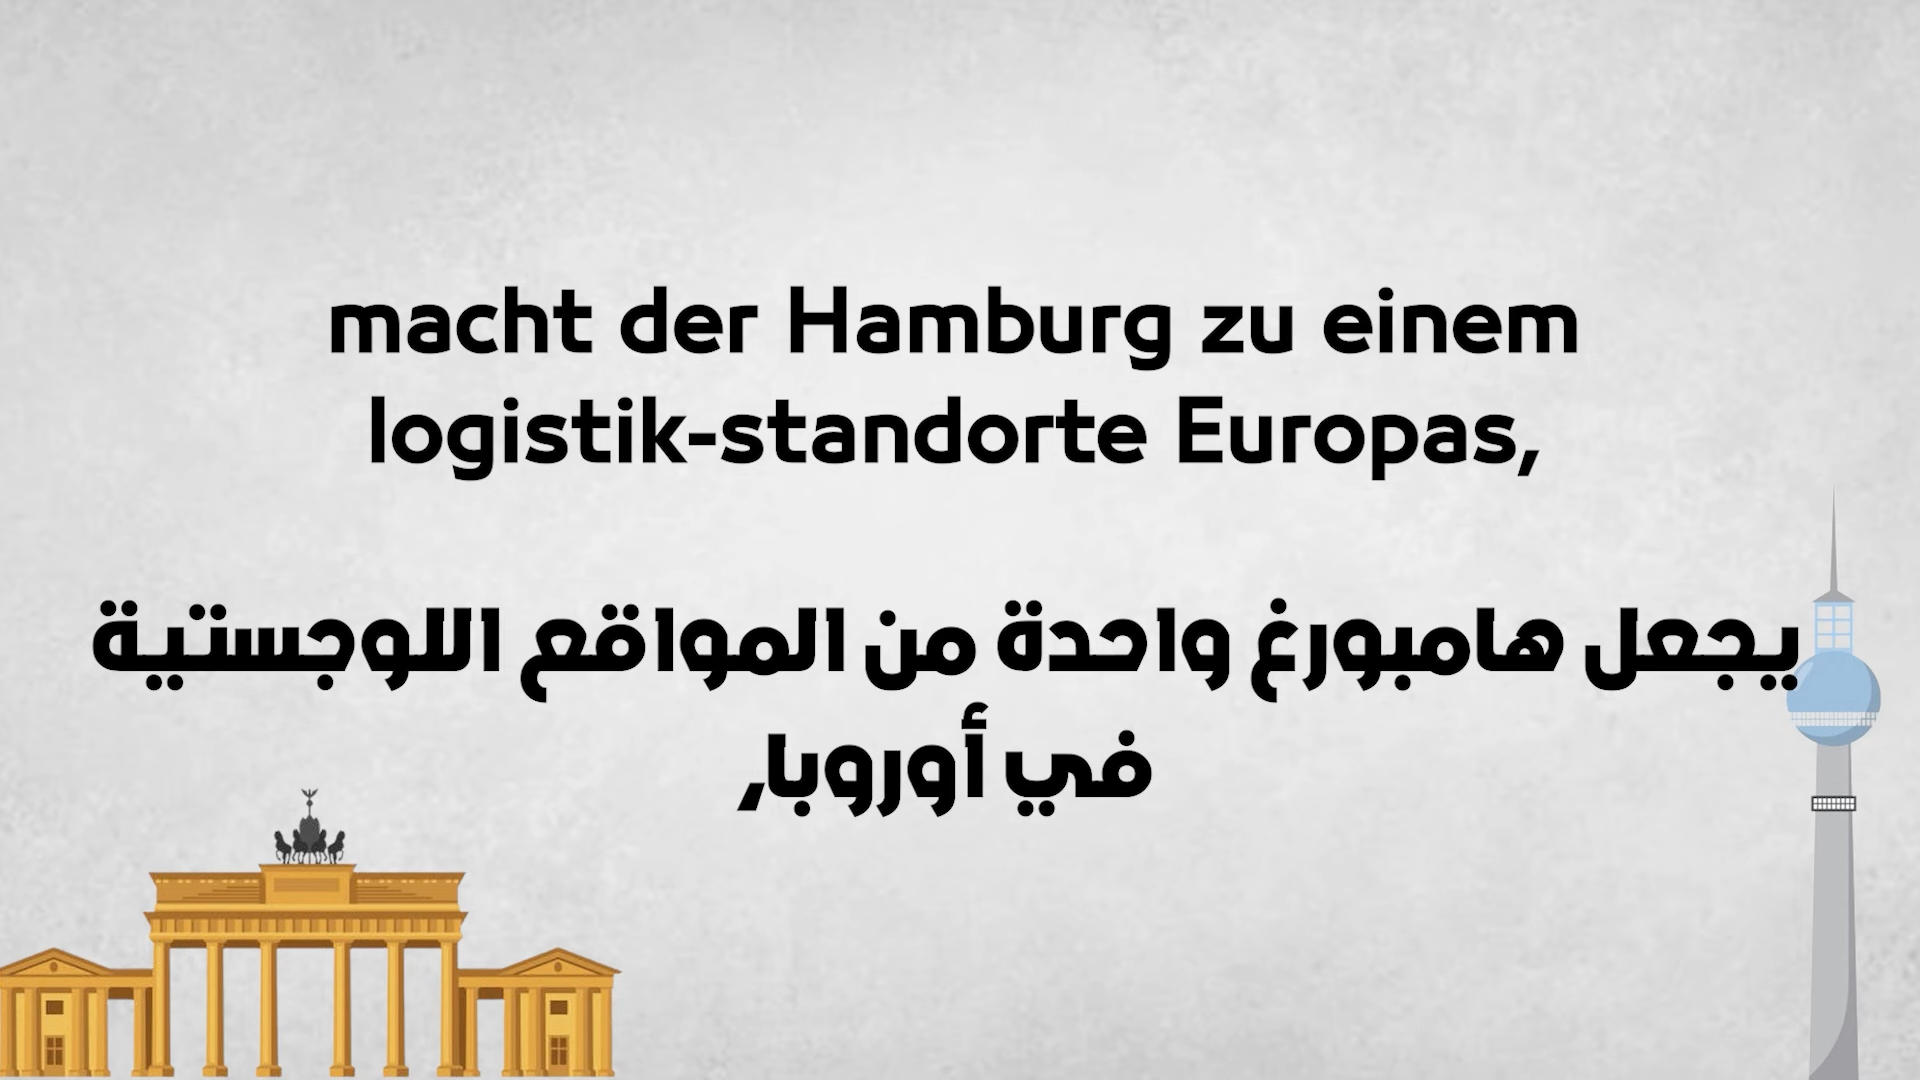 macht der Hamburg zu einem
logistik-standorte Europas,
يجعل هامبورغ واحدة من المواقع اللوجستية
في أوروبا,